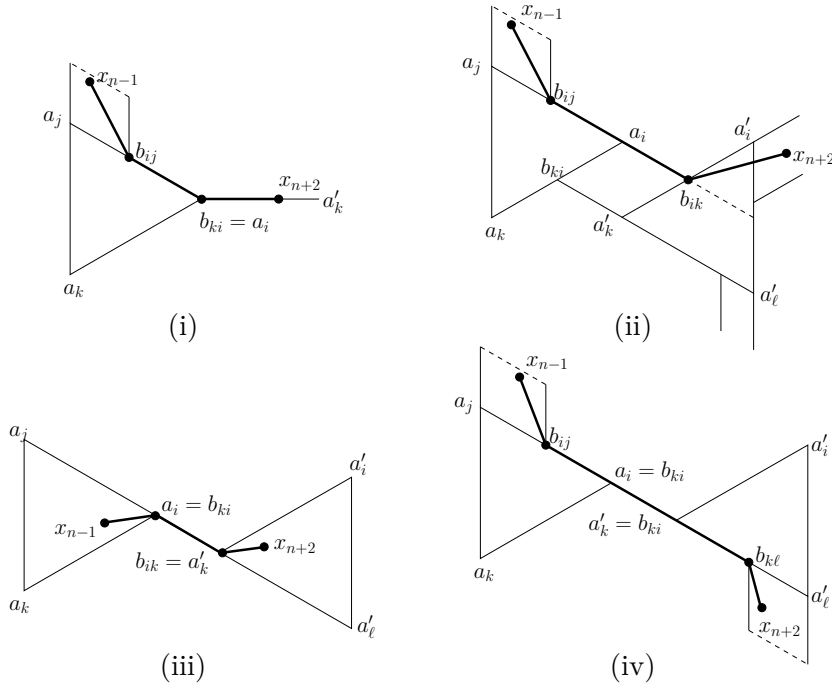 x_{n−1}
a_j
b_{ij}
x_{n+2}
b_{ki} = a_i
a'_k
a_k
(i)
x_{n−1}
a_j
b_{ij}
a_i
a'_i
x_{n+2}
b_{ki}
b_{ik}
a_k
a'_k
a'_ℓ
(ii)
a_j
a'_i
a_i = b_{ki}
x_{n−1}
x_{n+2}
b_{ik} = a'_k
a_k
a'_ℓ
(iii)
x_{n−1}
a_j
b_{ij}
a'_i
a_i = b_{ki}
a'_k = b_{ki}
a_k
b_{kℓ}
a'_ℓ
x_{n+2}
(iv)